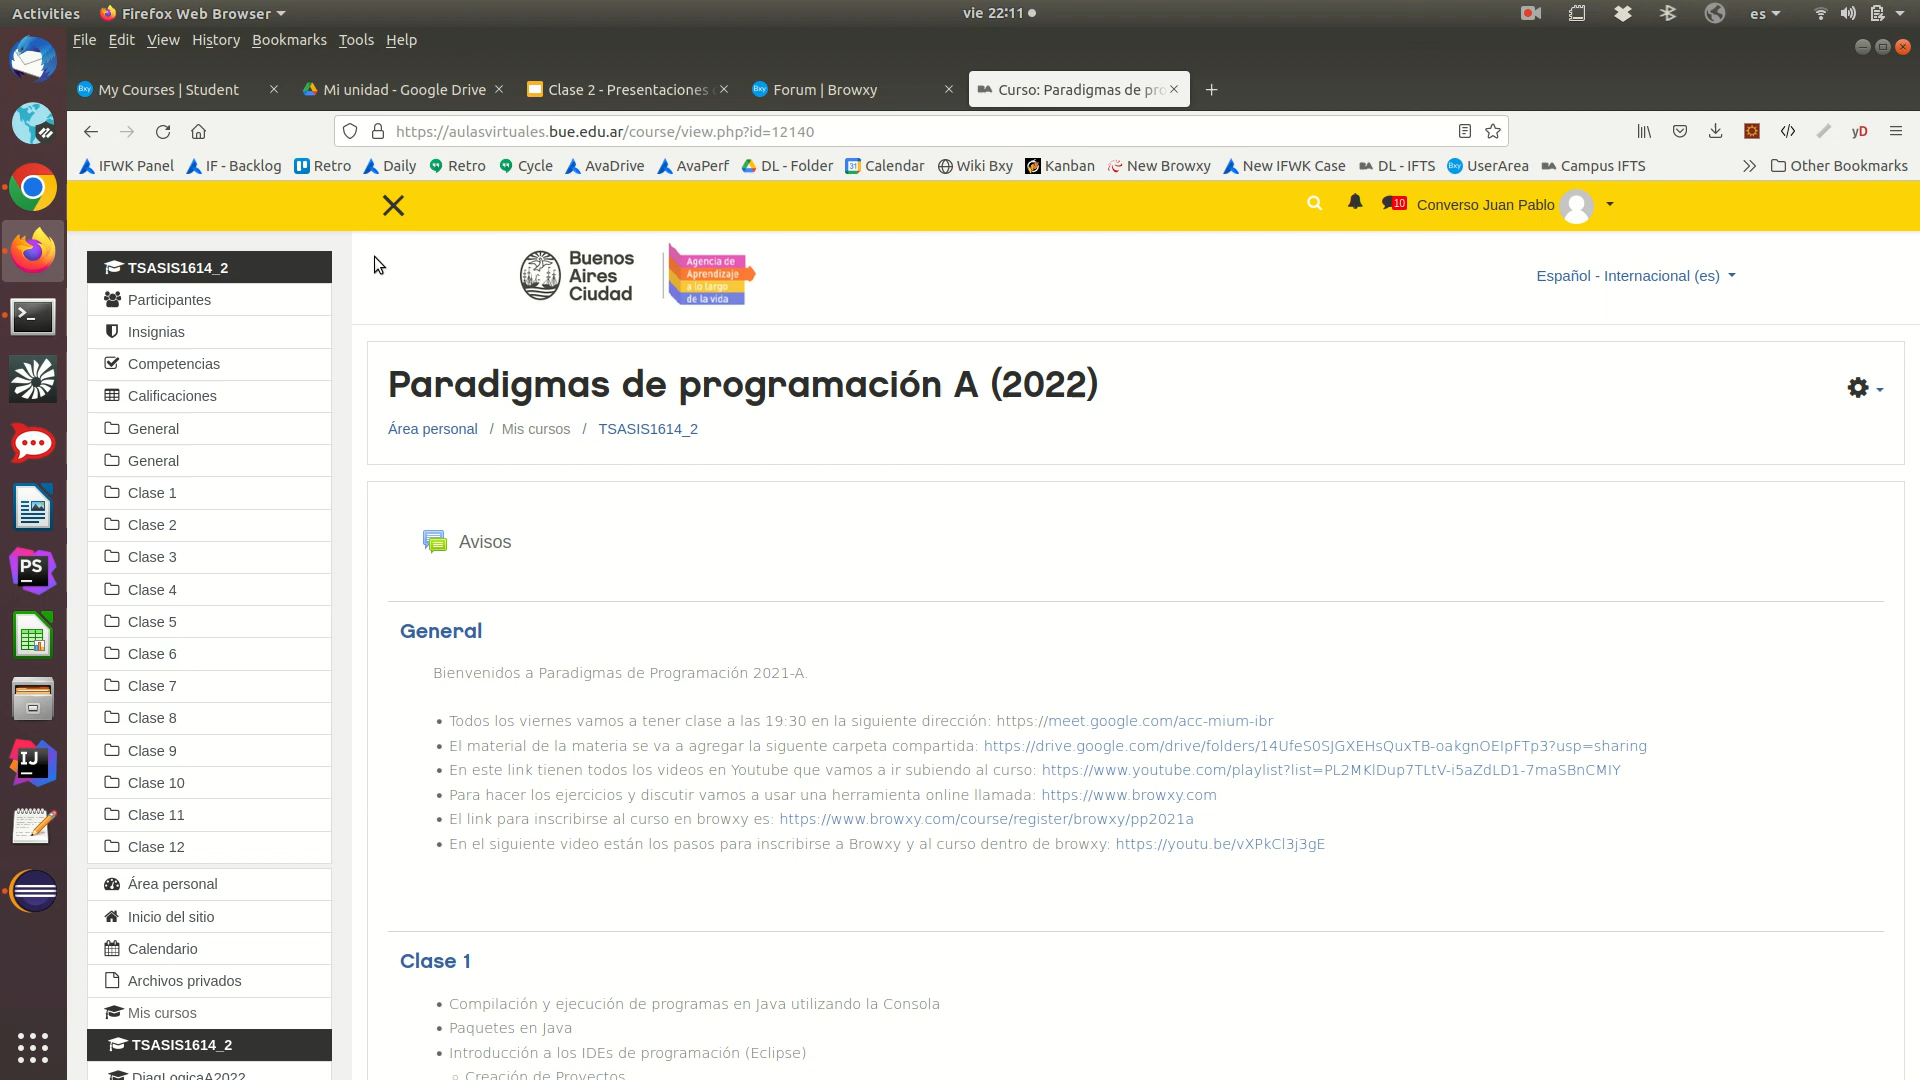 Activities
Firefox Web Browser
vie 22:11
es
File Edit View History Bookmarks Tools Help
My Courses | Student
Mi unidad - Google Drive
Clase 2 - Presentaciones
Forum | Browxy
Curso: Paradigmas de pro
https://aulasvirtuales.bue.edu.ar/course/view.php?id=12140
yD
IFWK Panel
IF - Backlog
Retro
Daily
Retro
Cycle
AvaDrive
AvaPerf
DL - Folder
Calendar
Wiki Bxy
Kanban
New Browxy
New IFWK Case
DL - IFTS
UserArea
Campus IFTS
Other Bookmarks
10
Converso Juan Pablo
TSASIS1614_2
Participantes
Insignias
Competencias
Calificaciones
General
General
Clase 1
Clase 2
Clase 3
Clase 4
Clase 5
Clase 6
Clase 7
Clase 8
Clase 9
Clase 10
Clase 11
Clase 12
Área personal
Inicio del sitio
Calendario
Archivos privados
Mis cursos
TSASIS1614_2
DiagLogicaA2022
Buenos
Aires
Ciudad
Agencia de
Aprendizaje
a lo largo
de la vida
Español - Internacional (es)
Paradigmas de programación A (2022)
Área personal / Mis cursos / TSASIS1614_2
Avisos
General
Bienvenidos a Paradigmas de Programación 2021-A.
• Todos los viernes vamos a tener clase a las 19:30 en la siguiente dirección: https://meet.google.com/acc-mium-ibr
• El material de la materia se va a agregar la siguente carpeta compartida: https://drive.google.com/drive/folders/14UfeS0SJGXEHsQuxTB-oakgnOEIpFTp3?usp=sharing
• En este link tienen todos los videos en Youtube que vamos a ir subiendo al curso: https://www.youtube.com/playlist?list=PL2MKlDup7TLtV-i5aZdLD1-7maSBnCMIY
• Para hacer los ejercicios y discutir vamos a usar una herramienta online llamada: https://www.browxy.com
• El link para inscribirse al curso en browxy es: https://www.browxy.com/course/register/browxy/pp2021a
• En el siguiente video están los pasos para inscribirse a Browxy y al curso dentro de browxy: https://youtu.be/vXPkCl3j3gE
Clase 1
• Compilación y ejecución de programas en Java utilizando la Consola
• Paquetes en Java
• Introducción a los IDEs de programación (Eclipse)
◦ Creación de Proyectos